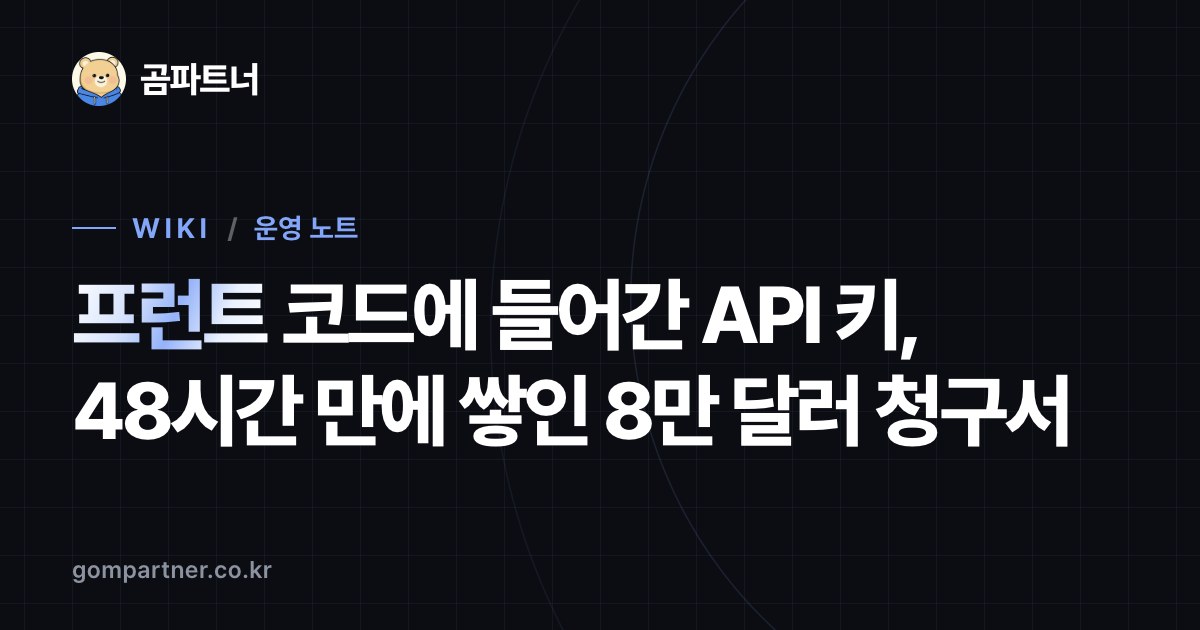 곰파트너
WIKI / 운영 노트
프런트 코드에 들어간 API 키,
48시간 만에 쌓인 8만 달러 청구서
gompartner.co.kr